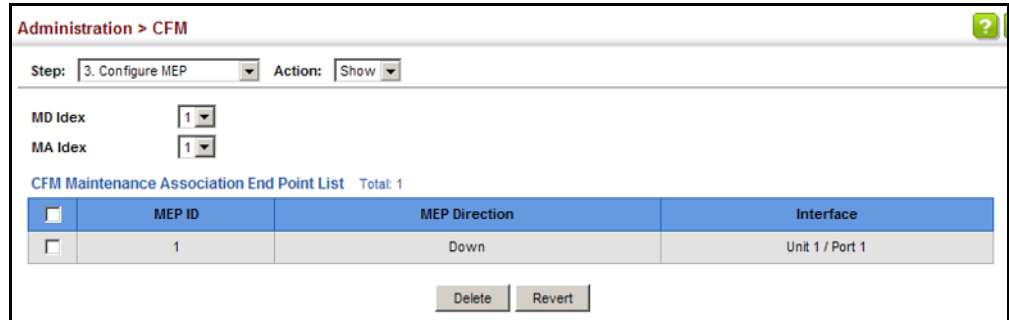 Administration > CFM
?
Step: 3. Configure MEP Action: Show
MD Idex 1
MA Idex 1
CFM Maintenance Association End Point List Total: 1
MEP ID MEP Direction Interface
1 Down Unit 1 / Port 1
Delete Revert